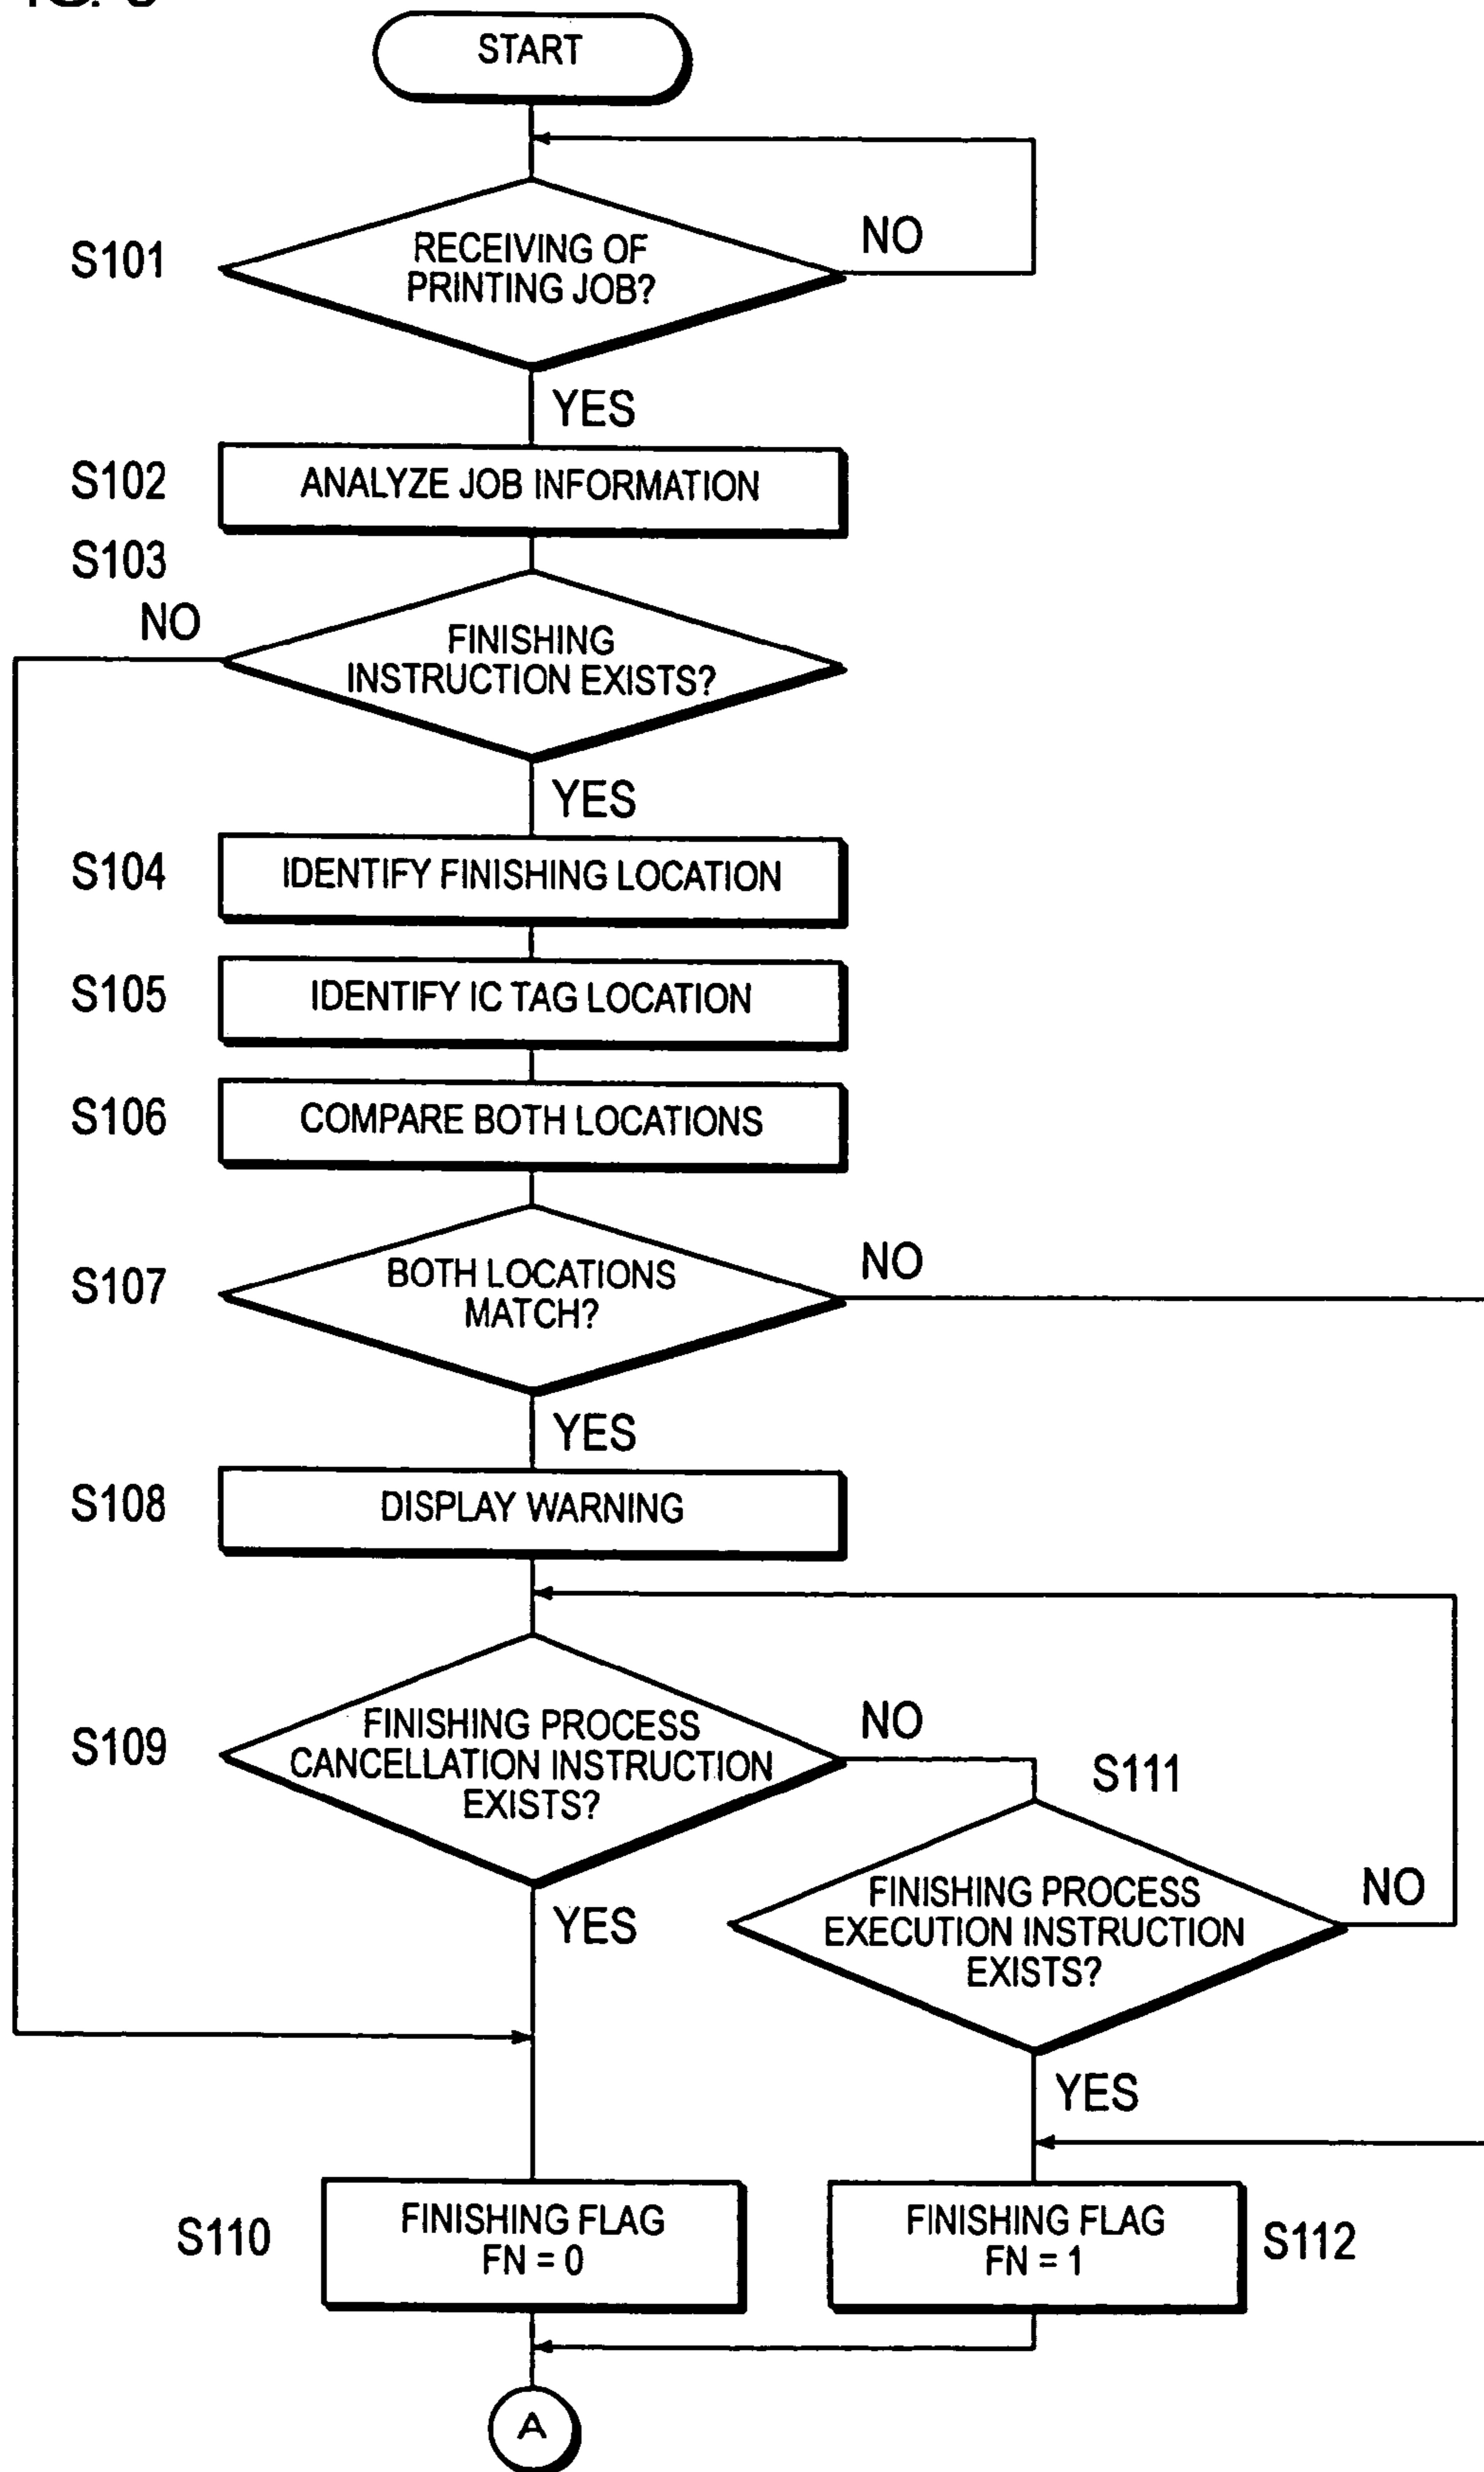 START
S101
RECEIVING OF
PRINTING JOB?
NO
YES
S102
ANALYZE JOB INFORMATION
S103
NO
FINISHING
INSTRUCTION EXISTS?
YES
S104
IDENTIFY FINISHING LOCATION
S105
IDENTIFY IC TAG LOCATION
S106
COMPARE BOTH LOCATIONS
S107
BOTH LOCATIONS
MATCH?
NO
YES
S108
DISPLAY WARNING
S109
FINISHING PROCESS
CANCELLATION INSTRUCTION
EXISTS?
NO
YES
S111
FINISHING PROCESS
EXECUTION INSTRUCTION
EXISTS?
NO
YES
S110
FINISHING FLAG
FN = 0
FINISHING FLAG
FN = 1
S112
A